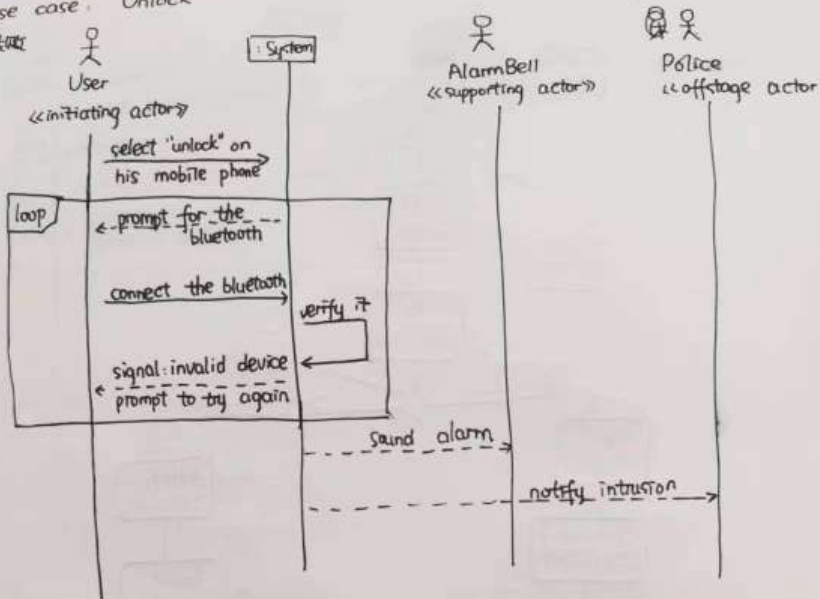 se case: Unlock
User
<<initiating actor>>
: System
AlarmBell
<<supporting actor>>
Police
<<offstage actor
select "unlock" on
his mobile phone
loop
prompt for the
bluetooth
connect the bluetooth
verify it
signal: invalid device
prompt to try again
sound alarm
notify intrusion